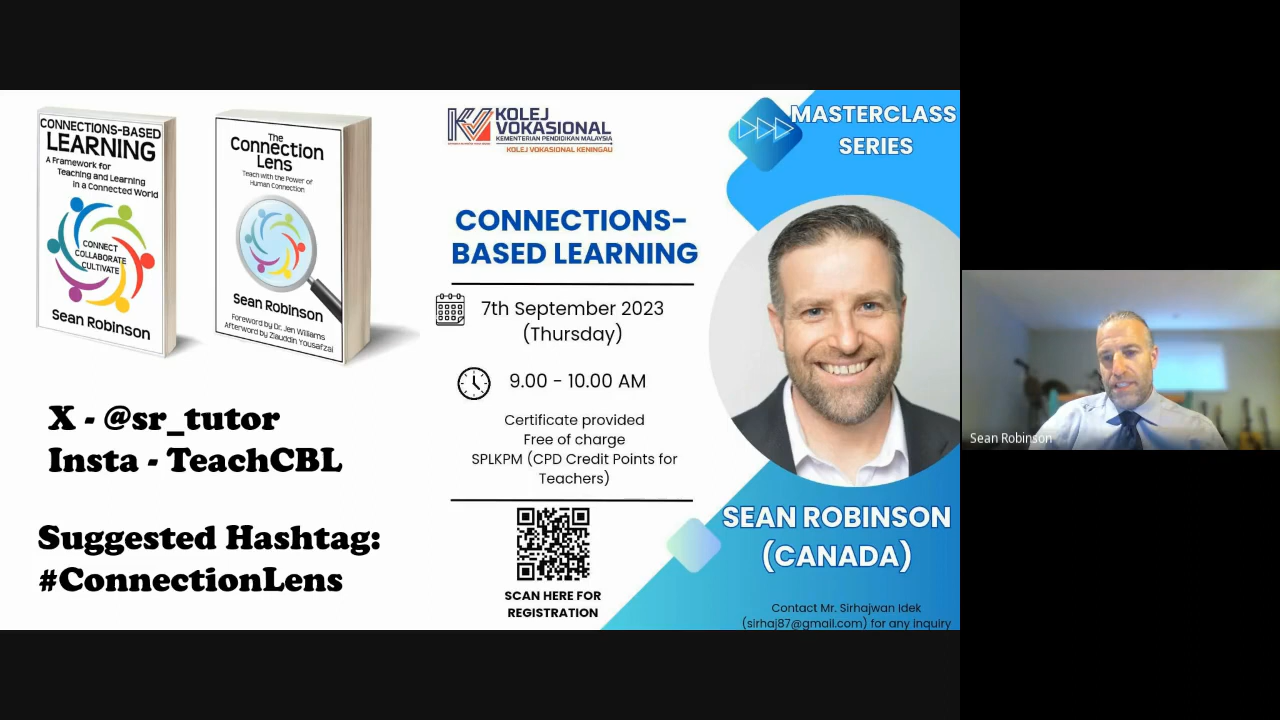 CONNECTIONS-BASED
LEARNING
A Framework for
Teaching and Learning
in a Connected World
CONNECT
COLLABORATE
CULTIVATE
Sean Robinson
The
Connection
Lens
Teach with the Power of
Human Connection
Sean Robinson
Foreword by Dr. Jen Williams
Afterword by Ziauddin Yousafzai
X - @sr_tutor
Insta - TeachCBL
Suggested Hashtag:
#ConnectionLens
KV KOLEJ
VOKASIONAL
KEMENTERIAN PENDIDIKAN MALAYSIA
KOLEJ VOKASIONAL KENINGAU
CONNECTIONS-
BASED LEARNING
7th September 2023
(Thursday)
9.00 - 10.00 AM
Certificate provided
Free of charge
SPLKPM (CPD Credit Points for
Teachers)
SCAN HERE FOR
REGISTRATION
MASTERCLASS
SERIES
SEAN ROBINSON
(CANADA)
Contact Mr. Sirhajwan Idek
(sirhaj87@gmail.com) for any inquiry
Sean Robinson